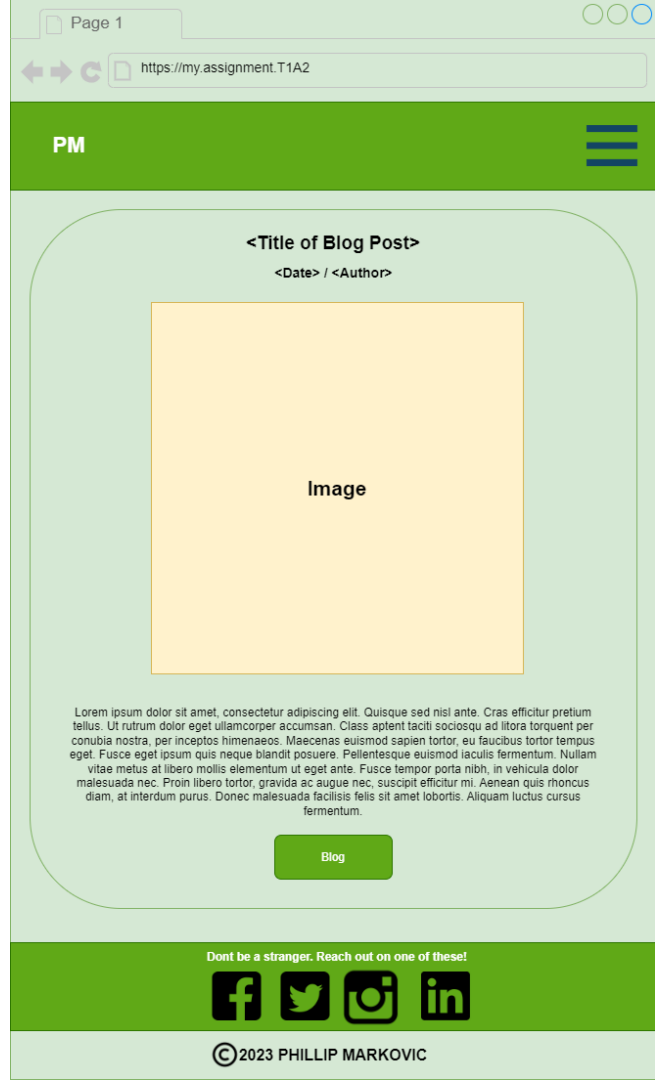 Page 1
https://my.assignment.T1A2
PM
<Title of Blog Post>
<Date> / <Author>
Image
Lorem ipsum dolor sit amet, consectetur adipiscing elit. Quisque sed nisl ante. Cras efficitur pretium
tellus. Ut rutrum dolor eget ullamcorper accumsan. Class aptent taciti sociosqu ad litora torquent per
conubia nostra, per inceptos himenaeos. Maecenas euismod sapien tortor, eu faucibus tortor tempus
eget. Fusce eget ipsum quis neque blandit posuere. Pellentesque euismod iaculis fermentum. Nullam
vitae metus at libero mollis elementum ut eget ante. Fusce tempor porta nibh, in vehicula dolor
malesuada nec. Proin libero tortor, gravida ac augue nec, suscipit efficitur mi. Aenean quis rhoncus
diam, at interdum purus. Donec malesuada facilisis felis sit amet lobortis. Aliquam luctus cursus
fermentum.
Blog
Dont be a stranger. Reach out on one of these!
©2023 PHILLIP MARKOVIC